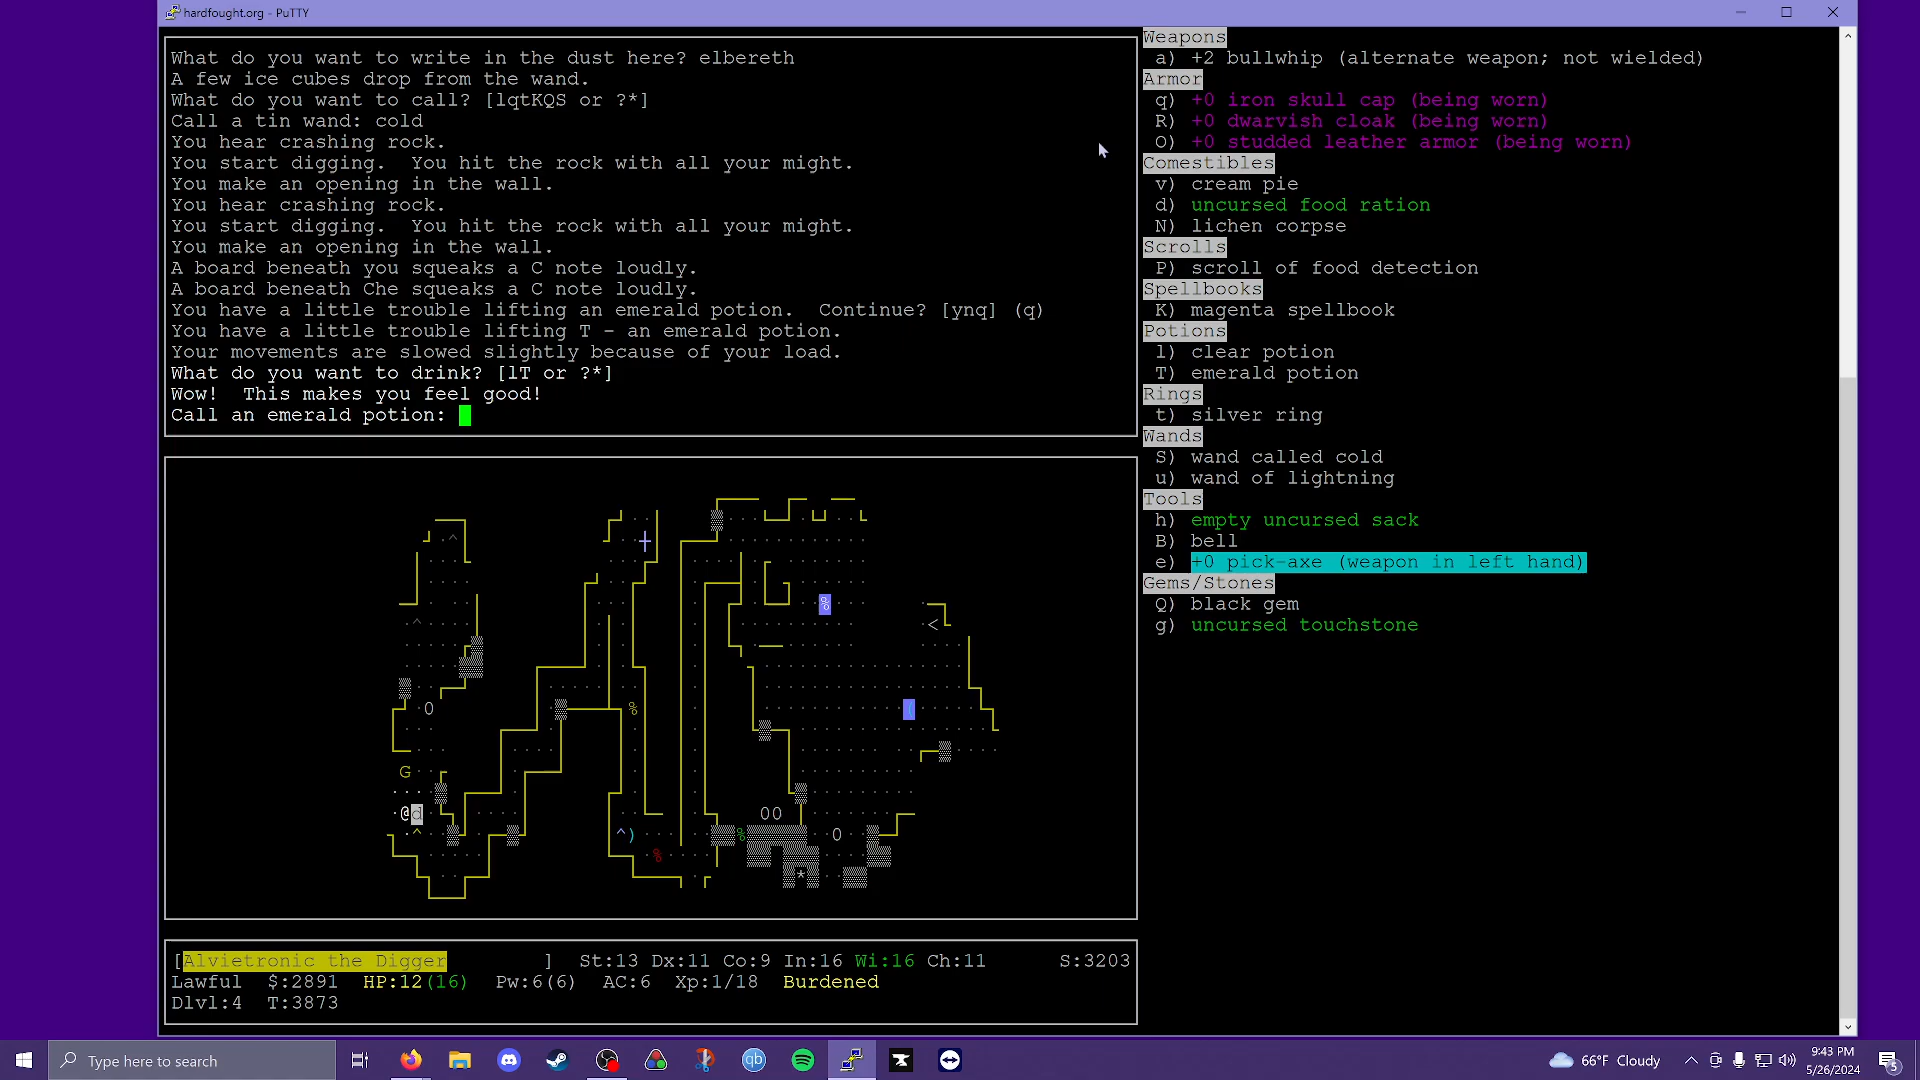 hardfought.org - PuTTY
What do you want to write in the dust here? elbereth
A few ice cubes drop from the wand.
What do you want to call? [lqtKQS or ?*]
Call a tin wand: cold
You hear crashing rock.
You start digging.  You hit the rock with all your might.
You make an opening in the wall.
You hear crashing rock.
You start digging.  You hit the rock with all your might.
You make an opening in the wall.
A board beneath you squeaks a C note loudly.
A board beneath Che squeaks a C note loudly.
You have a little trouble lifting an emerald potion.  Continue? [ynq] (q)
You have a little trouble lifting T - an emerald potion.
Your movements are slowed slightly because of your load.
What do you want to drink? [lT or ?*]
Wow!  This makes you feel good!
Call an emerald potion:
Weapons
a) +2 bullwhip (alternate weapon; not wielded)
Armor
q) +0 iron skull cap (being worn)
R) +0 dwarvish cloak (being worn)
O) +0 studded leather armor (being worn)
Comestibles
v) cream pie
d) uncursed food ration
N) lichen corpse
Scrolls
P) scroll of food detection
Spellbooks
K) magenta spellbook
Potions
l) clear potion
T) emerald potion
Rings
t) silver ring
Wands
S) wand called cold
u) wand of lightning
Tools
h) empty uncursed sack
B) bell
e) +0 pick-axe (weapon in left hand)
Gems/Stones
Q) black gem
g) uncursed touchstone
[Alvietronic the Digger          ]  St:13 Dx:11 Co:9 In:16 Wi:16 Ch:11      S:3203
Lawful  $:2891  HP:12(16)  Pw:6(6)  AC:6  Xp:1/18  Burdened
Dlvl:4  T:3873
Type here to search
66°F Cloudy
9:43 PM
5/26/2024
5